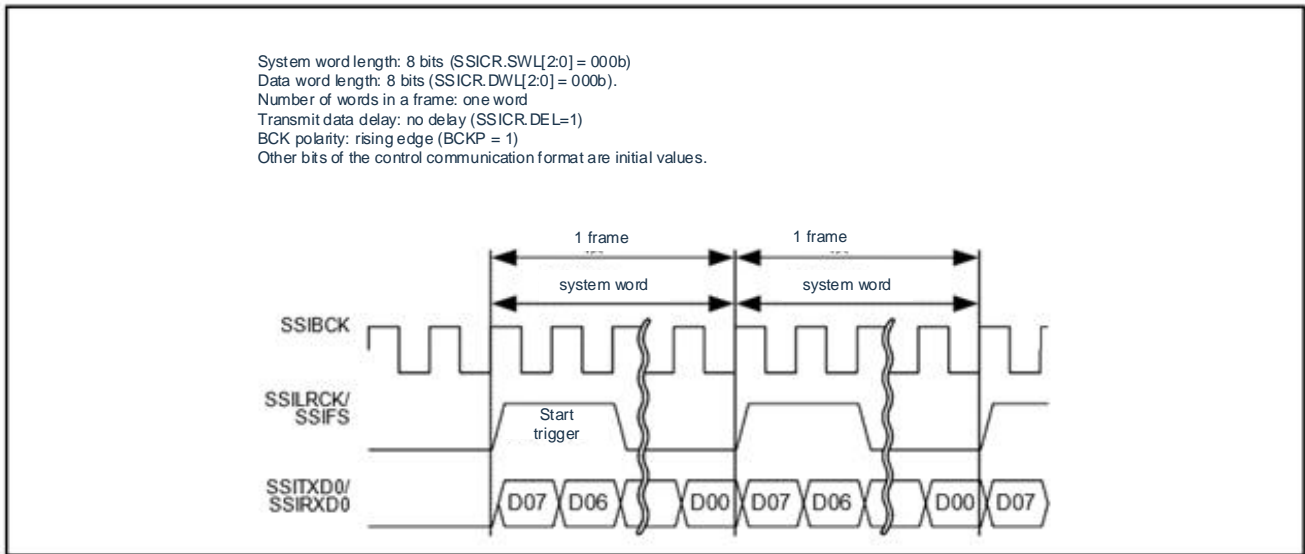 System word length: 8 bits (SSICR.SWL[2:0] = 000b)
Data word length: 8 bits (SSICR.DWL[2:0] = 000b).
Number of words in a frame: one word
Transmit data delay: no delay (SSICR.DEL=1)
BCK polarity: rising edge (BCKP = 1)
Other bits of the control communication format are initial values.
1 frame 1 frame
system word system word
SSIBCK
SSILRCK/
SSIFS
Start
trigger
SSITXD0/
SSIRXD0
D07 D06 D00 D07 D06 D00 D07